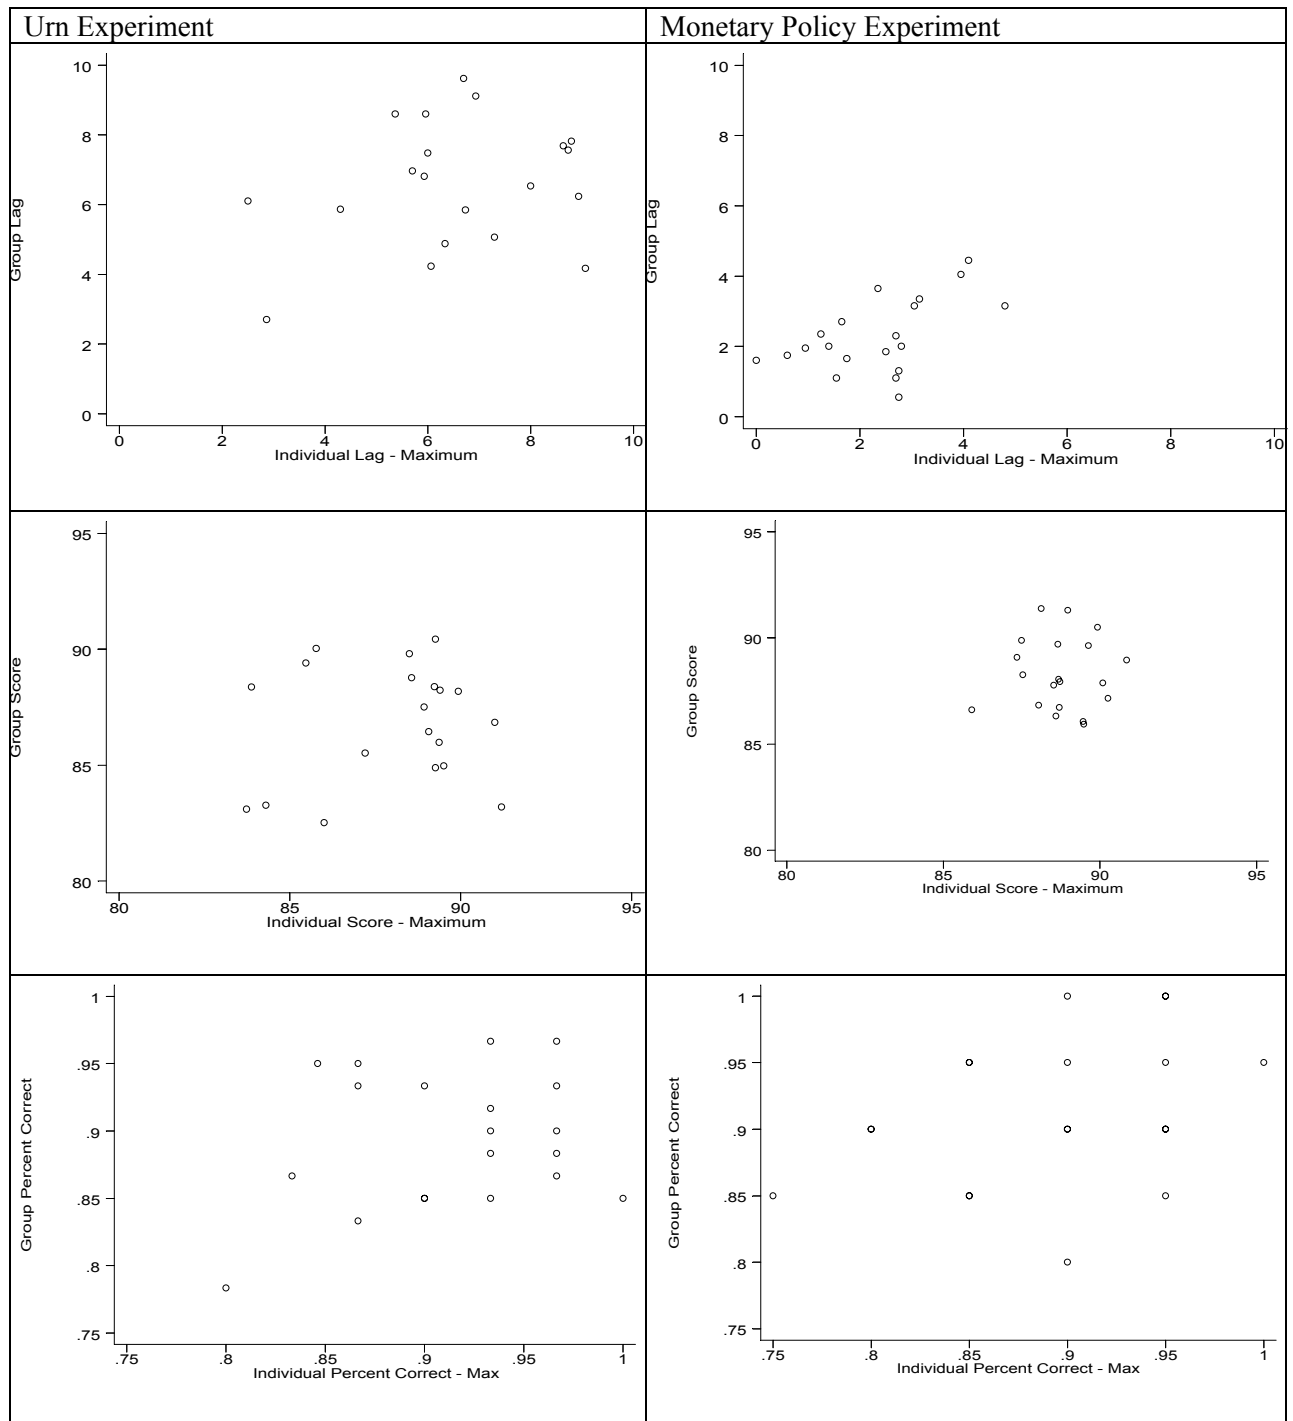 Urn Experiment
Monetary Policy Experiment
10
8
6
4
2
0
Group Lag
0 2 4 6 8 10
Individual Lag - Maximum
10
8
6
4
2
0
Group Lag
0 2 4 6 8 10
Individual Lag - Maximum
95
90
85
80
Group Score
80 85 90 95
Individual Score - Maximum
95
90
85
80
Group Score
80 85 90 95
Individual Score - Maximum
1
.95
.9
.85
.8
.75
Group Percent Correct
.75 .8 .85 .9 .95 1
Individual Percent Correct - Max
1
.95
.9
.85
.8
.75
Group Percent Correct
.75 .8 .85 .9 .95 1
Individual Percent Correct - Max